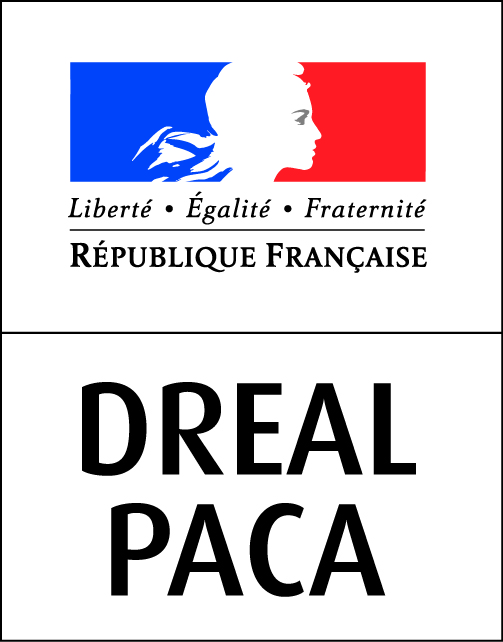 Liberté • Égalité • Fraternité
RÉPUBLIQUE FRANÇAISE
DREAL
PACA